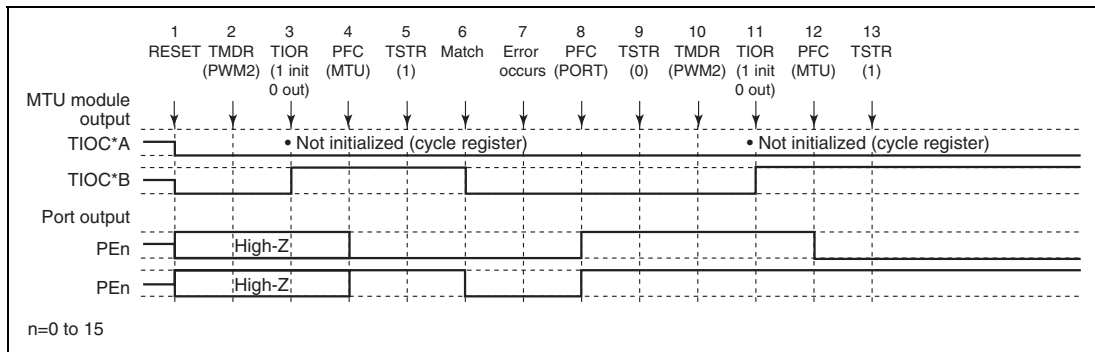 1 2 3 4 5 6 7 8 9 10 11 12 13
RESET TMDR TIOR PFC TSTR Match Error PFC TSTR TMDR TIOR PFC TSTR
(PWM2) (1 init (MTU) (1) occurs (PORT) (0) (PWM2) (1 init (MTU) (1)
0 out) 0 out)
MTU module
output
TIOC*A • Not initialized (cycle register) • Not initialized (cycle register)
TIOC*B
Port output
PEn High-Z
PEn High-Z
n=0 to 15